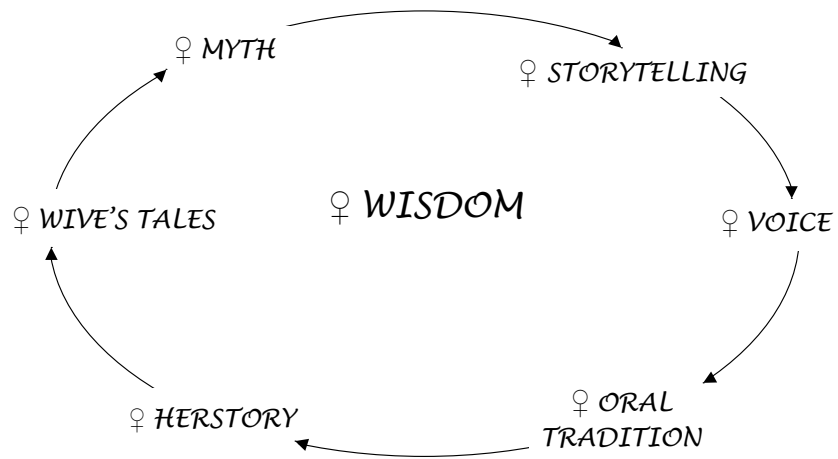 ♀ MYTH
♀ STORYTELLING
♀ WISDOM
♀ WIVE'S TALES
♀ VOICE
♀ HERSTORY
♀ ORAL
TRADITION